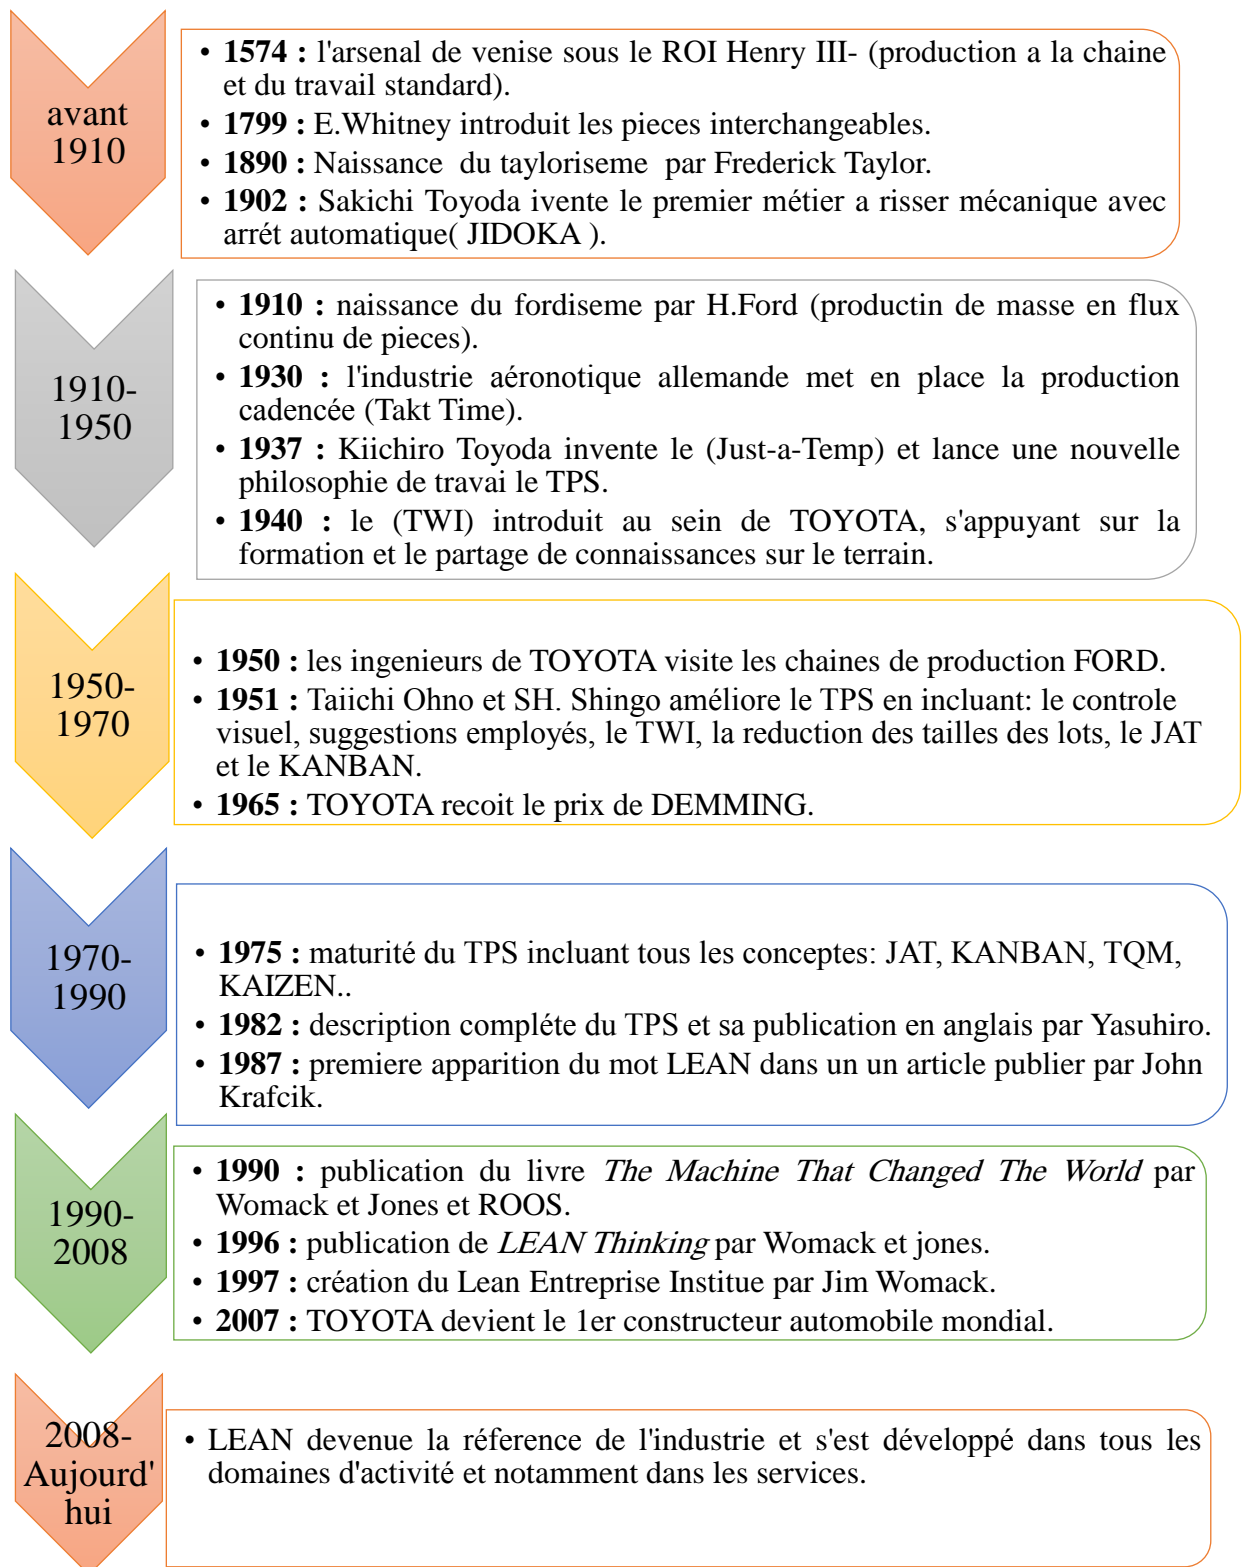 avant
1910
• 1574 : l'arsenal de venise sous le ROI Henry III- (production a la chaine
et du travail standard).
• 1799 : E.Whitney introduit les pieces interchangeables.
• 1890 : Naissance du tayloriseme par Frederick Taylor.
• 1902 : Sakichi Toyoda ivente le premier métier a risser mécanique avec
arrét automatique( JIDOKA ).
1910-
1950
• 1910 : naissance du fordiseme par H.Ford (productin de masse en flux
continu de pieces).
• 1930 : l'industrie aéronotique allemande met en place la production
cadencée (Takt Time).
• 1937 : Kiichiro Toyoda invente le (Just-a-Temp) et lance une nouvelle
philosophie de travai le TPS.
• 1940 : le (TWI) introduit au sein de TOYOTA, s'appuyant sur la
formation et le partage de connaissances sur le terrain.
1950-
1970
• 1950 : les ingenieurs de TOYOTA visite les chaines de production FORD.
• 1951 : Taiichi Ohno et SH. Shingo améliore le TPS en incluant: le controle
visuel, suggestions employés, le TWI, la reduction des tailles des lots, le JAT
et le KANBAN.
• 1965 : TOYOTA recoit le prix de DEMMING.
1970-
1990
• 1975 : maturité du TPS incluant tous les conceptes: JAT, KANBAN, TQM,
KAIZEN..
• 1982 : description compléte du TPS et sa publication en anglais par Yasuhiro.
• 1987 : premiere apparition du mot LEAN dans un un article publier par John
Krafcik.
1990-
2008
• 1990 : publication du livre The Machine That Changed The World par
Womack et Jones et ROOS.
• 1996 : publication de LEAN Thinking par Womack et jones.
• 1997 : création du Lean Entreprise Institue par Jim Womack.
• 2007 : TOYOTA devient le 1er constructeur automobile mondial.
2008-
Aujourd'
hui
• LEAN devenue la réference de l'industrie et s'est développé dans tous les
domaines d'activité et notamment dans les services.